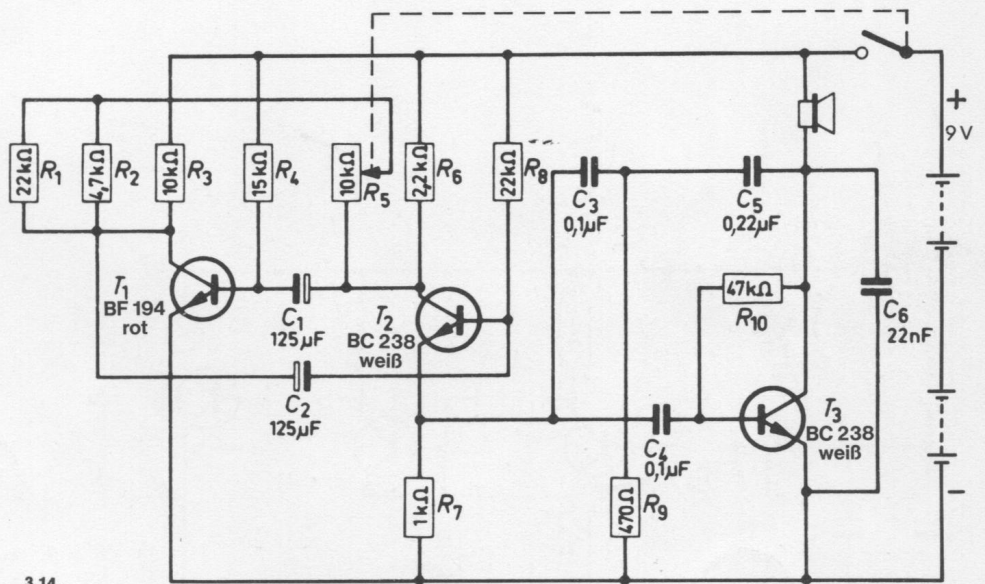 +
9 V
22kΩ
R1
4,7kΩ
R2
10kΩ
R3
15kΩ
R4
10kΩ
R5
2,2kΩ
R6
22kΩ
R8
C3
0,1µF
C5
0,22µF
T1
BF 194
rot
C1
125µF
T2
BC 238
weiß
47kΩ
R10
C6
22nF
C2
125µF
C4
0,1µF
T3
BC 238
weiß
1kΩ
R7
470Ω
R9
−
3.14